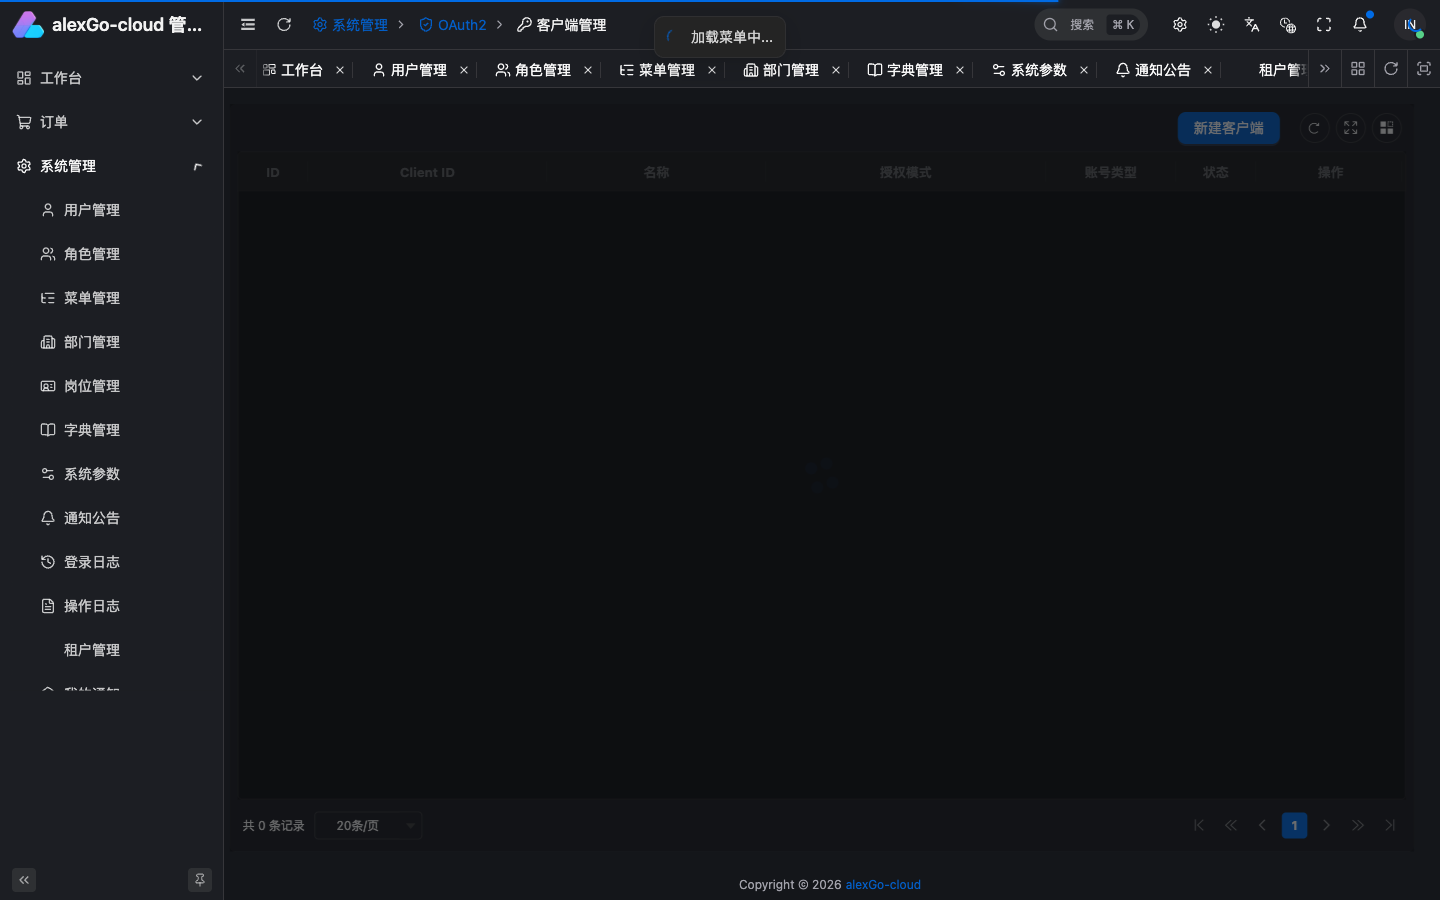 alexGo-cloud 管...
工作台
订单
系统管理
用户管理
角色管理
菜单管理
部门管理
岗位管理
字典管理
系统参数
通知公告
登录日志
操作日志
租户管理
系统管理 OAuth2 客户端管理
加载菜单中...
搜索 ⌘ K
工作台 用户管理 角色管理 菜单管理 部门管理 字典管理 系统参数 通知公告 租户管
新建客户端
ID Client ID 名称 授权模式 账号类型 状态 操作
共 0 条记录 20条/页 1
Copyright © 2026 alexGo-cloud